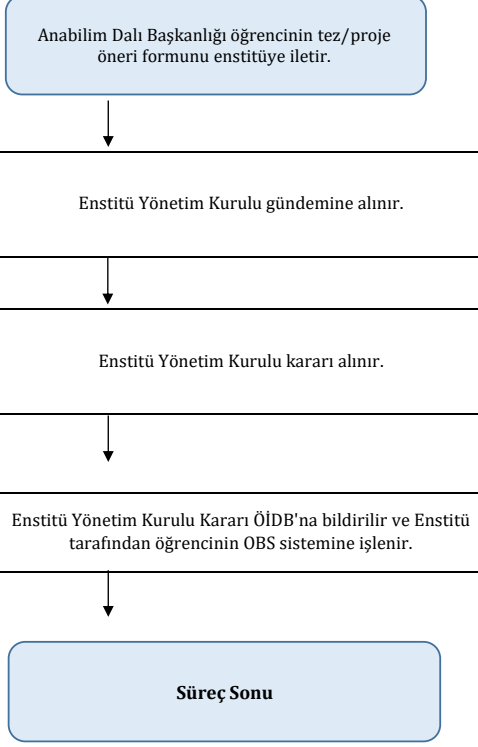 Anabilim Dalı Başkanlığı öğrencinin tez/proje
öneri formunu enstitüye iletir.
Enstitü Yönetim Kurulu gündemine alınır.
Enstitü Yönetim Kurulu kararı alınır.
Enstitü Yönetim Kurulu Kararı ÖİDB'na bildirilir ve Enstitü
tarafından öğrencinin OBS sistemine işlenir.
Süreç Sonu